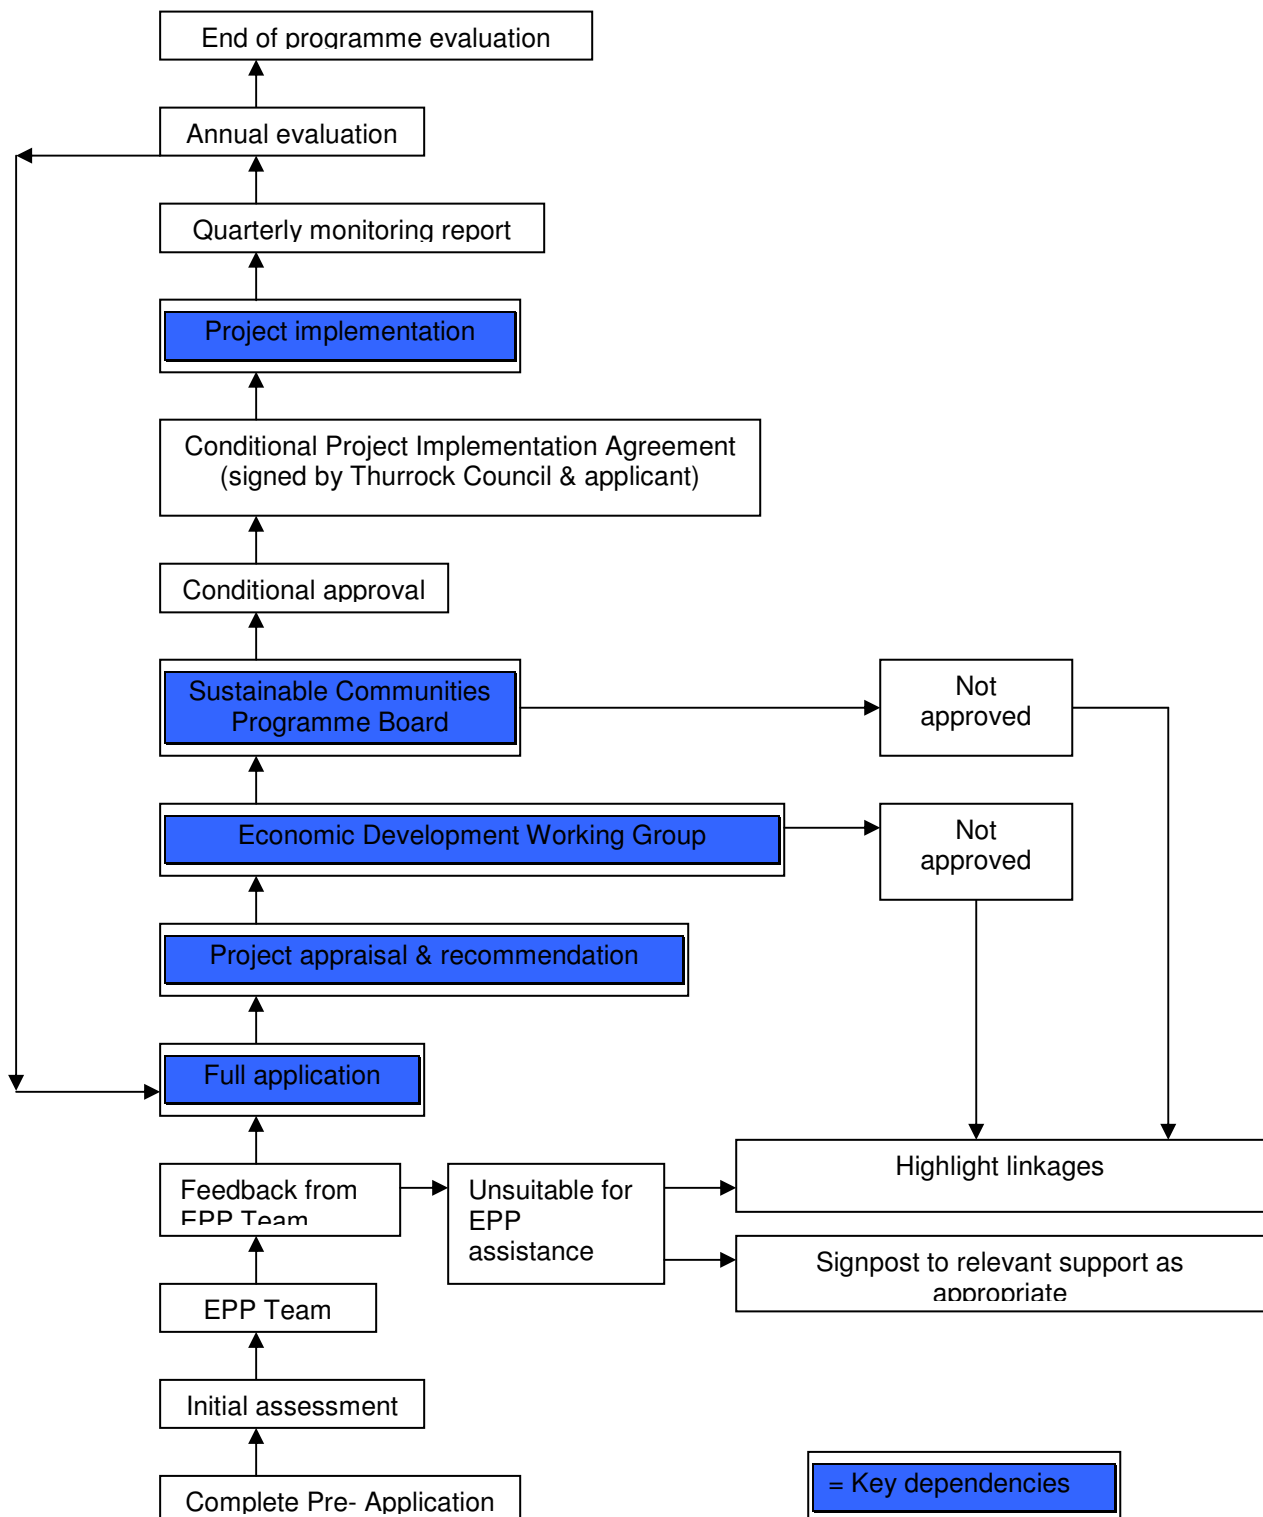 End of programme evaluation
Annual evaluation
Quarterly monitoring report
Project implementation
Conditional Project Implementation Agreement
(signed by Thurrock Council & applicant)
Conditional approval
Sustainable Communities
Programme Board
Not
approved
Economic Development Working Group
Not
approved
Project appraisal & recommendation
Full application
Feedback from
EPP Team
Unsuitable for
EPP
assistance
Highlight linkages
Signpost to relevant support as
appropriate
EPP Team
Initial assessment
Complete Pre- Application
= Key dependencies